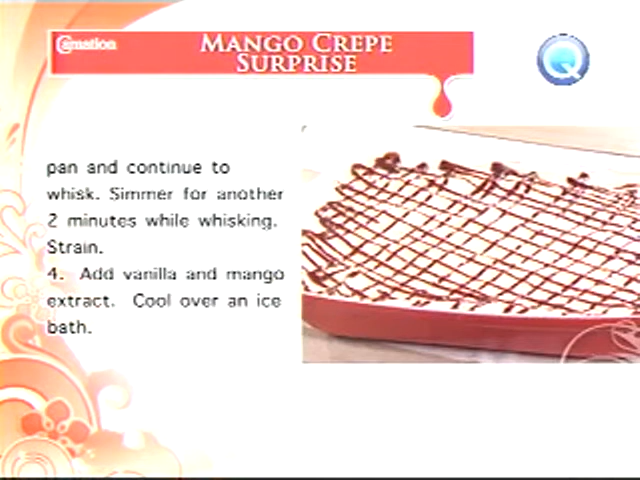 Carnation
MANGO CREPE
SURPRISE
Q
pan and continue to
whisk. Simmer for another
2 minutes while whisking.
Strain.
4. Add vanilla and mango
extract. Cool over an ice
bath.